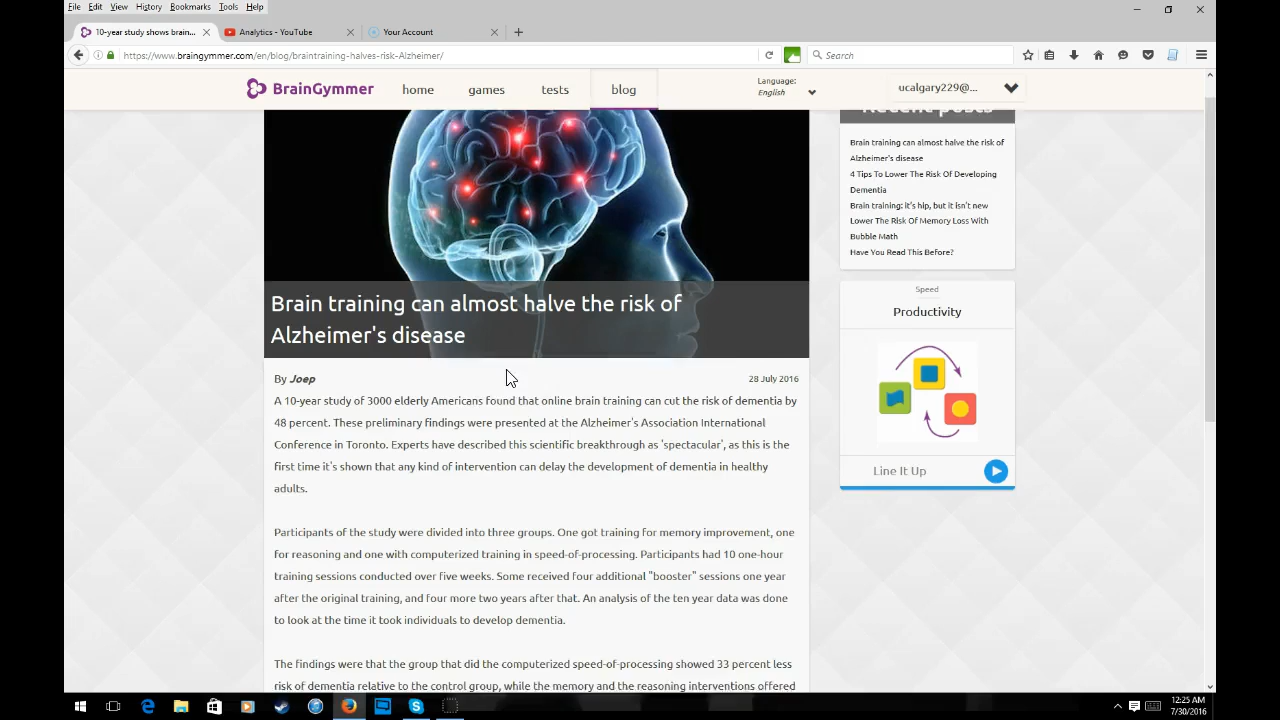 File Edit View History Bookmarks Tools Help
10-year study shows brain...
Analytics - YouTube
Your Account
https://www.braingymmer.com/en/blog/braintraining-halves-risk-Alzheimer/
Search
BrainGymmer
home
games
tests
blog
Language:
English
ucalgary229@...
Recent posts
Brain training can almost halve the risk of
Alzheimer's disease
4 Tips To Lower The Risk Of Developing
Dementia
Brain training: it's hip, but it isn't new
Lower The Risk Of Memory Loss With
Bubble Math
Have You Read This Before?
Speed
Productivity
Line It Up
Brain training can almost halve the risk of
Alzheimer's disease
By Joep
28 July 2016
A 10-year study of 3000 elderly Americans found that online brain training can cut the risk of dementia by
48 percent. These preliminary findings were presented at the Alzheimer's Association International
Conference in Toronto. Experts have described this scientific breakthrough as 'spectacular', as this is the
first time it's shown that any kind of intervention can delay the development of dementia in healthy
adults.
Participants of the study were divided into three groups. One got training for memory improvement, one
for reasoning and one with computerized training in speed-of-processing. Participants had 10 one-hour
training sessions conducted over five weeks. Some received four additional "booster" sessions one year
after the original training, and four more two years after that. An analysis of the ten year data was done
to look at the time it took individuals to develop dementia.
The findings were that the group that did the computerized speed-of-processing showed 33 percent less
risk of dementia relative to the control group, while the memory and the reasoning interventions offered
12:25 AM
7/30/2016